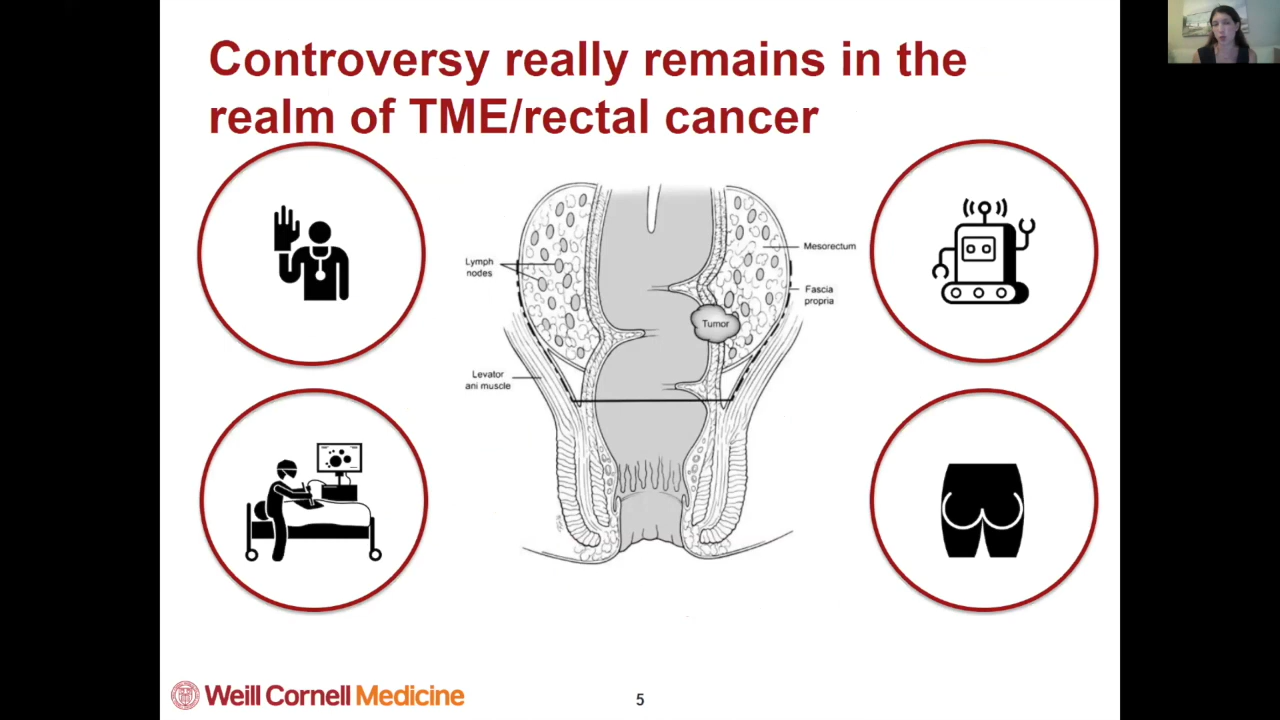 Controversy really remains in the
realm of TME/rectal cancer
Lymph
nodes
Levator
ani muscle
Tumor
Mesorectum
Fascia
propria
Weill Cornell Medicine
5